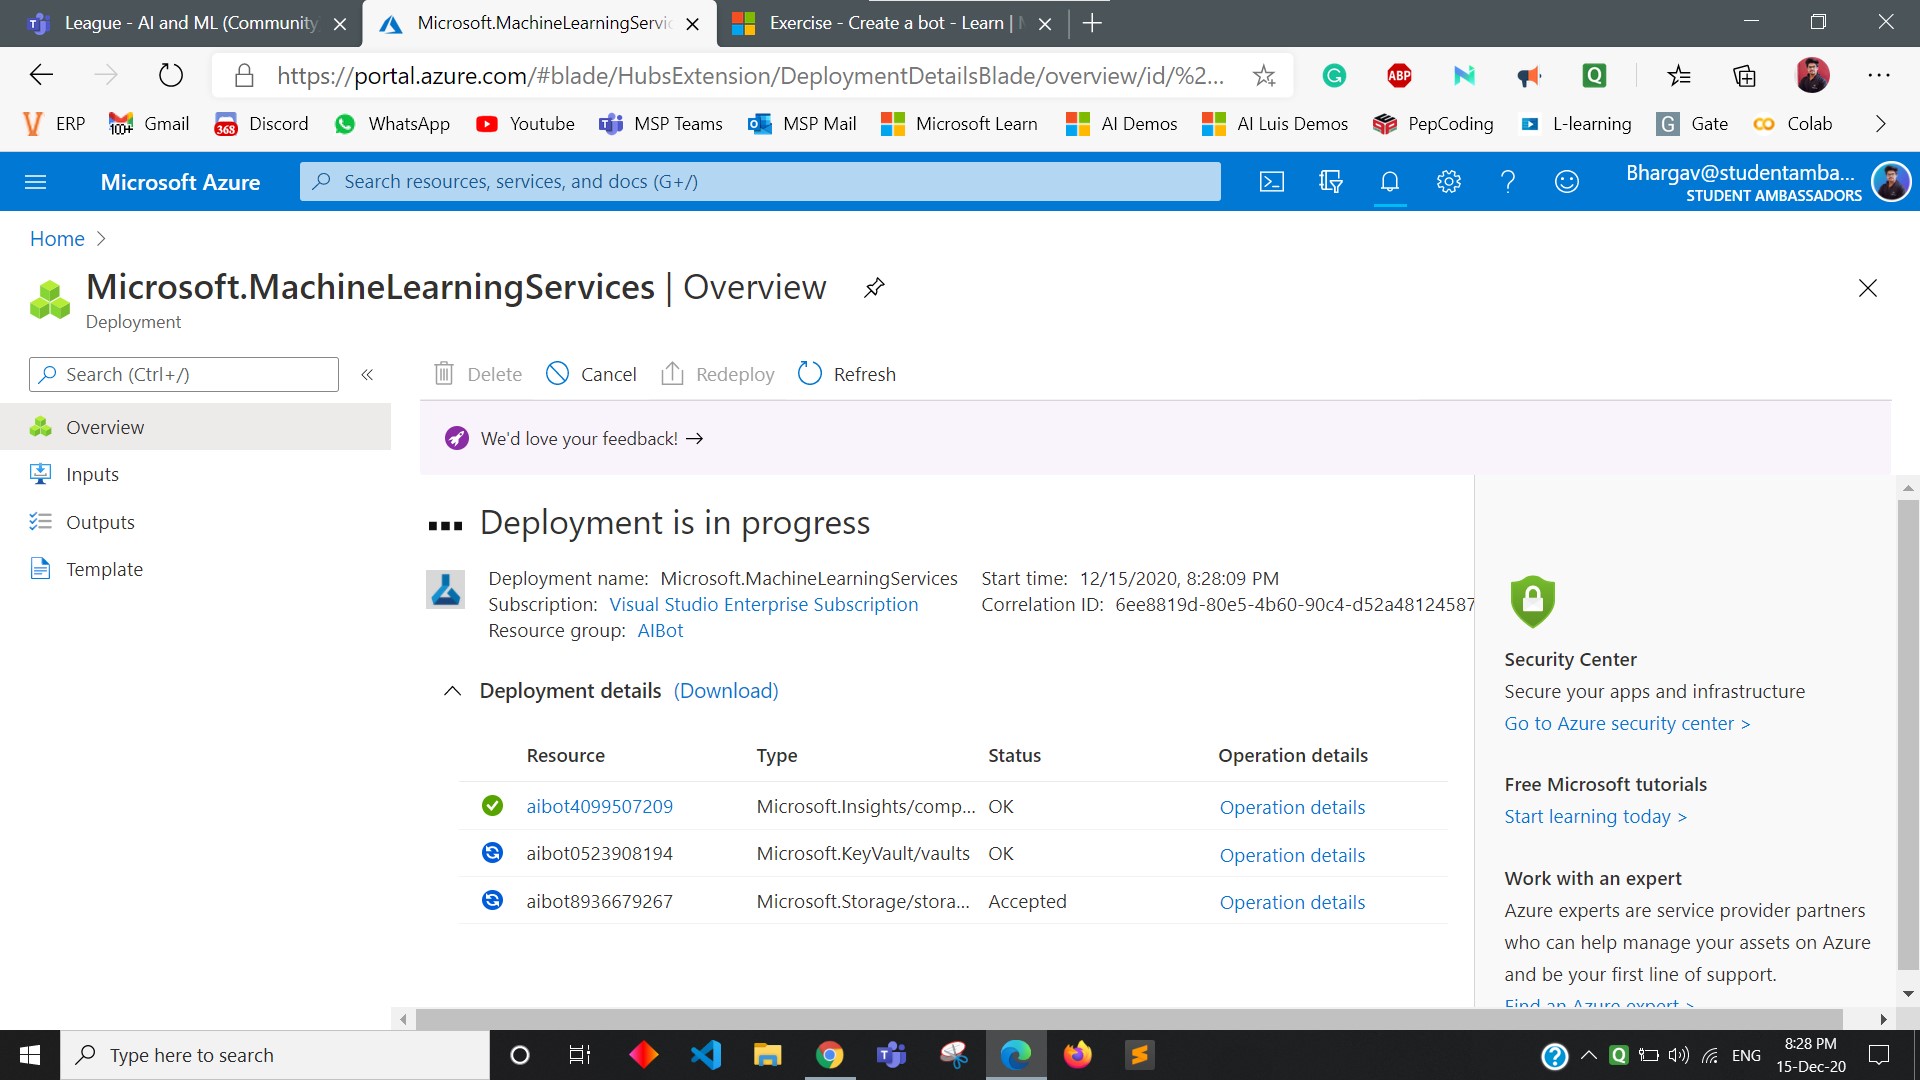 League - AI and ML (Community
Microsoft.MachineLearningServic
Exercise - Create a bot - Learn |
https://portal.azure.com/#blade/HubsExtension/DeploymentDetailsBlade/overview/id/%2...
ABP
Q
ERP
100+
Gmail
368
Discord
WhatsApp
Youtube
MSP Teams
MSP Mail
Microsoft Learn
AI Demos
AI Luis Demos
PepCoding
L-learning
G
Gate
Colab
Microsoft Azure
Search resources, services, and docs (G+/)
Bhargav@studentamba...
STUDENT AMBASSADORS
Home
Microsoft.MachineLearningServices | Overview
Deployment
Search (Ctrl+/)
Delete
Cancel
Redeploy
Refresh
Overview
Inputs
Outputs
Template
We'd love your feedback! →
Deployment is in progress
Deployment name: Microsoft.MachineLearningServices
Subscription: Visual Studio Enterprise Subscription
Resource group: AIBot
Start time: 12/15/2020, 8:28:09 PM
Correlation ID: 6ee8819d-80e5-4b60-90c4-d52a48124587
Deployment details (Download)
Resource Type Status Operation details
aibot4099507209 Microsoft.Insights/comp... OK Operation details
aibot0523908194 Microsoft.KeyVault/vaults OK Operation details
aibot8936679267 Microsoft.Storage/stora... Accepted Operation details
Security Center
Secure your apps and infrastructure
Go to Azure security center >
Free Microsoft tutorials
Start learning today >
Work with an expert
Azure experts are service provider partners
who can help manage your assets on Azure
and be your first line of support.
Find an Azure expert >
Type here to search
Q
ENG
8:28 PM
15-Dec-20